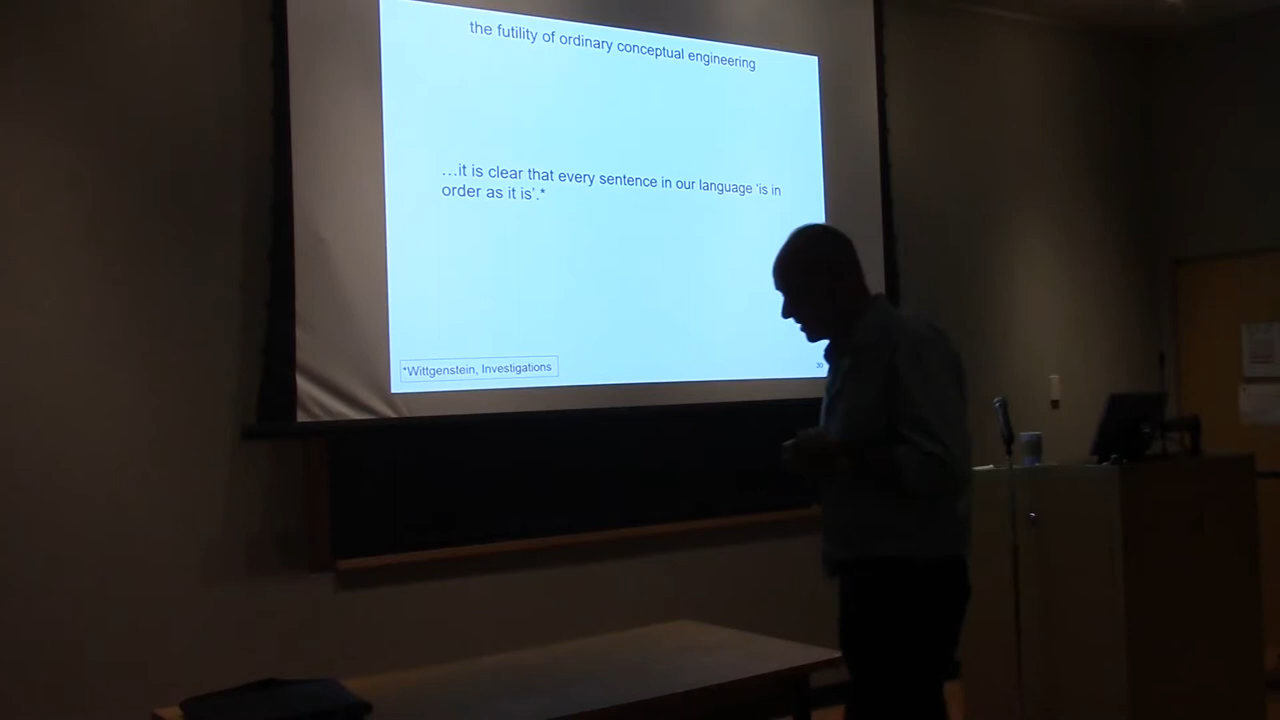 the futility of ordinary conceptual engineering
…it is clear that every sentence in our language ‘is in
order as it is’.*
*Wittgenstein, Investigations
30